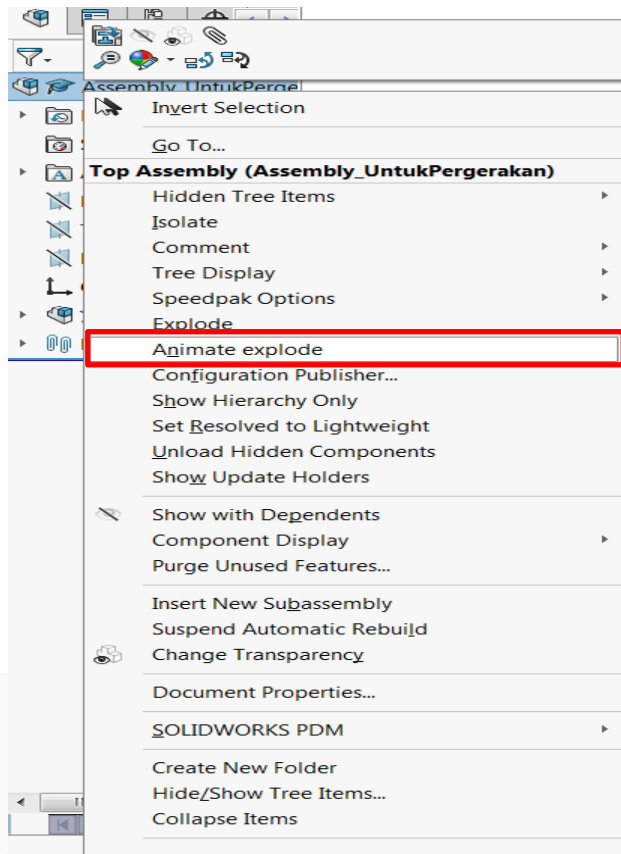 Assembly_UntukPerge
Invert Selection
Go To...
Top Assembly (Assembly_UntukPergerakan)
Hidden Tree Items
Isolate
Comment
Tree Display
Speedpak Options
Explode
Animate explode
Configuration Publisher...
Show Hierarchy Only
Set Resolved to Lightweight
Unload Hidden Components
Show Update Holders
Show with Dependents
Component Display
Purge Unused Features...
Insert New Subassembly
Suspend Automatic Rebuild
Change Transparency
Document Properties...
SOLIDWORKS PDM
Create New Folder
Hide/Show Tree Items...
Collapse Items